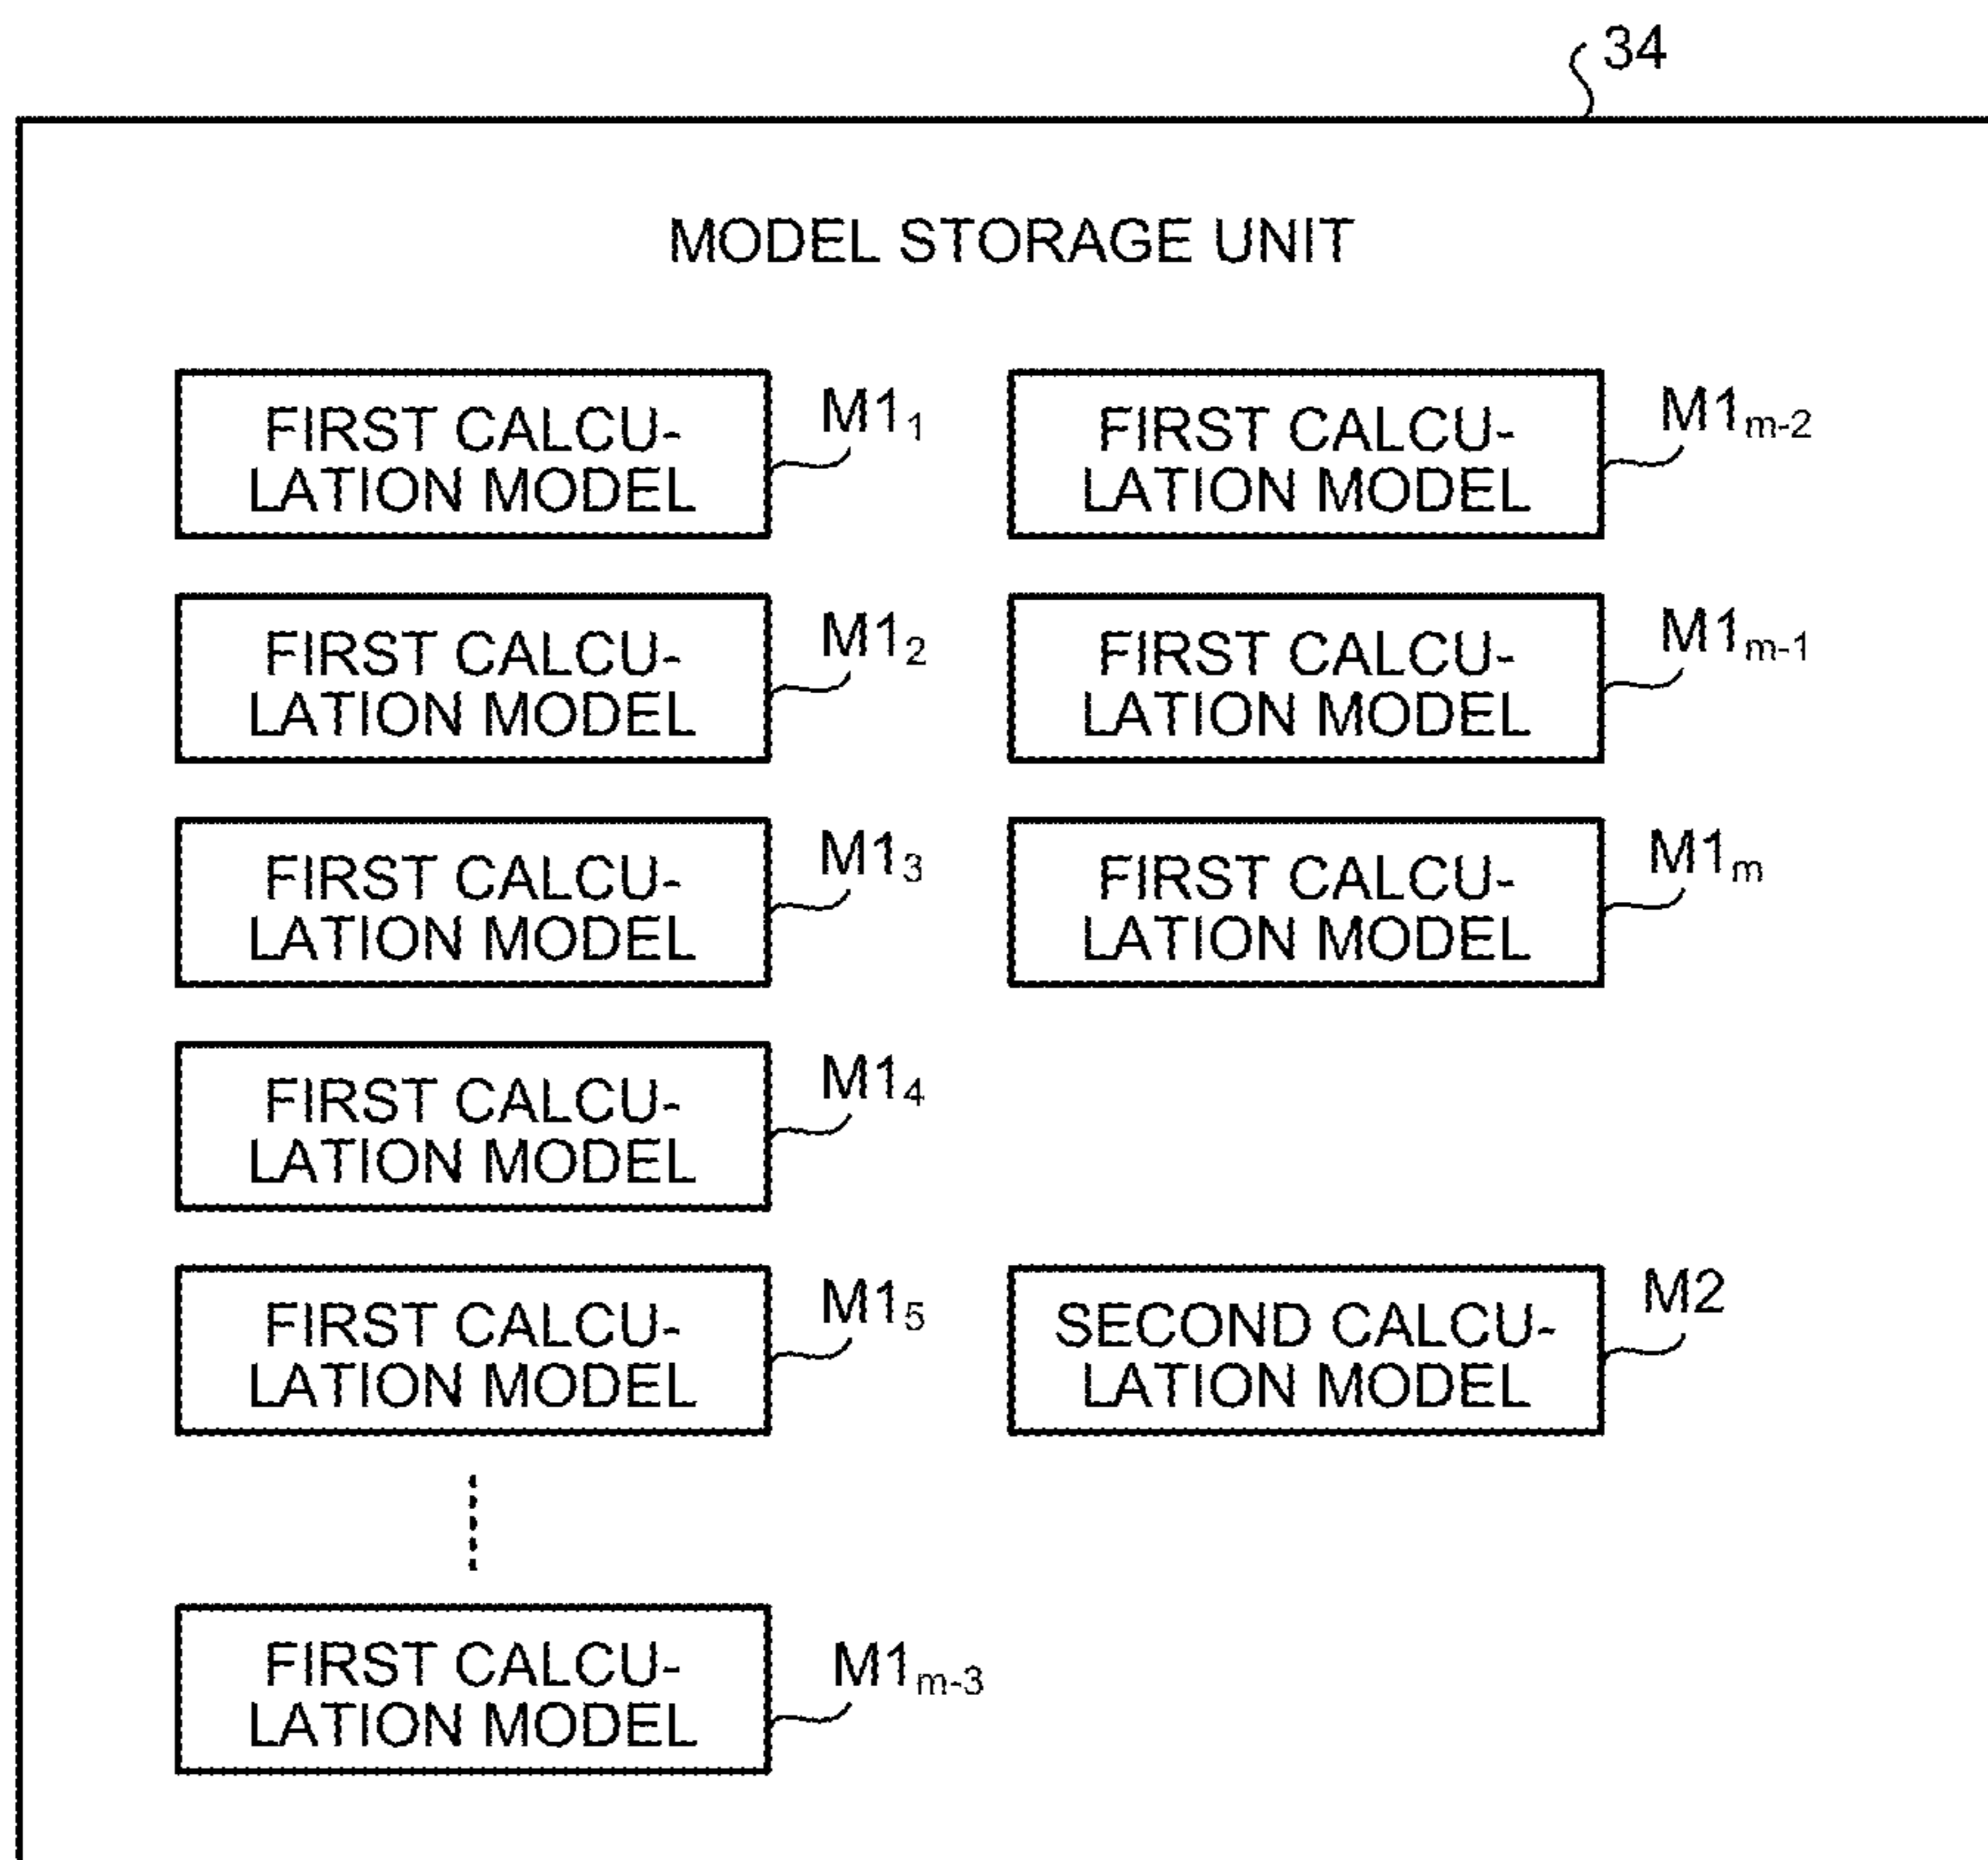 34
MODEL STORAGE UNIT
FIRST CALCU-
LATION MODEL
M1₁
FIRST CALCU-
LATION MODEL
M1₂
FIRST CALCU-
LATION MODEL
M1₃
FIRST CALCU-
LATION MODEL
M1₄
FIRST CALCU-
LATION MODEL
M1₅
FIRST CALCU-
LATION MODEL
M1ₘ₋₃
FIRST CALCU-
LATION MODEL
M1ₘ₋₂
FIRST CALCU-
LATION MODEL
M1ₘ₋₁
FIRST CALCU-
LATION MODEL
M1ₘ
SECOND CALCU-
LATION MODEL
M2